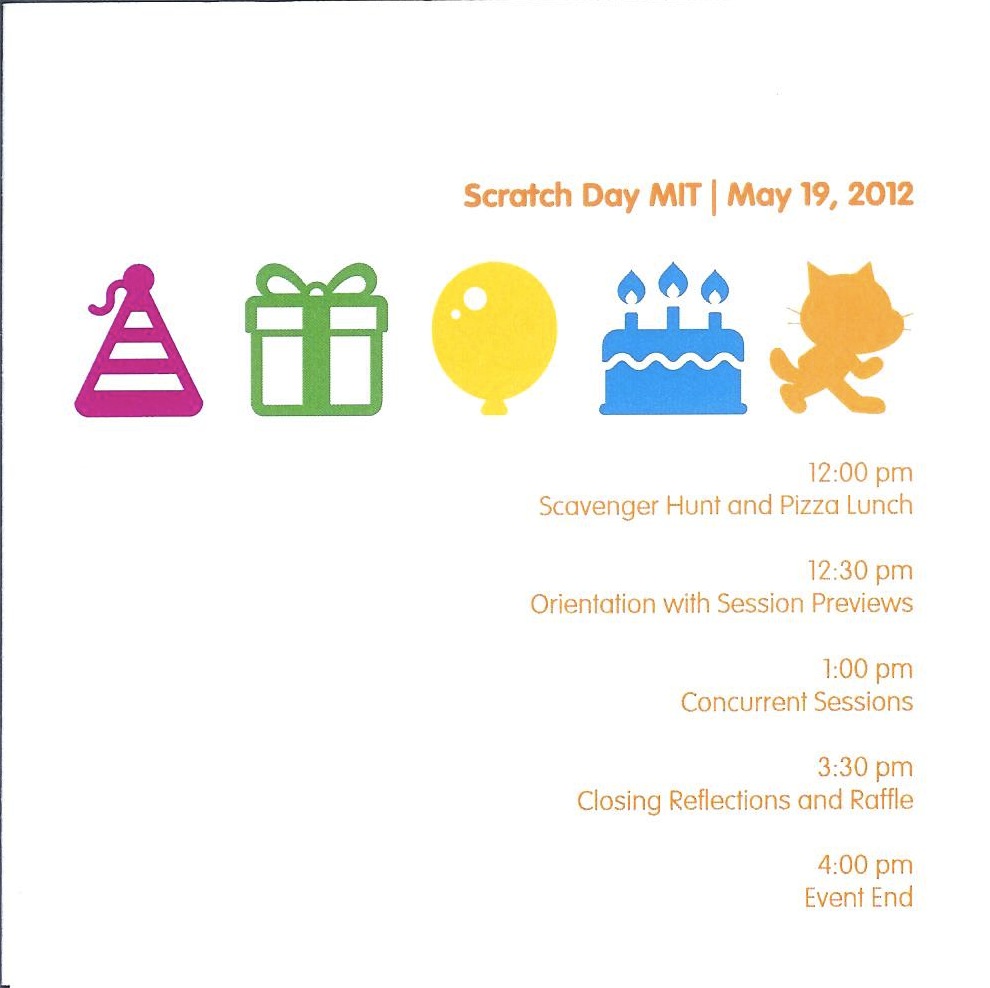 Scratch Day MIT | May 19, 2012
12:00 pm
Scavenger Hunt and Pizza Lunch
12:30 pm
Orientation with Session Previews
1:00 pm
Concurrent Sessions
3:30 pm
Closing Reflections and Raffle
4:00 pm
Event End